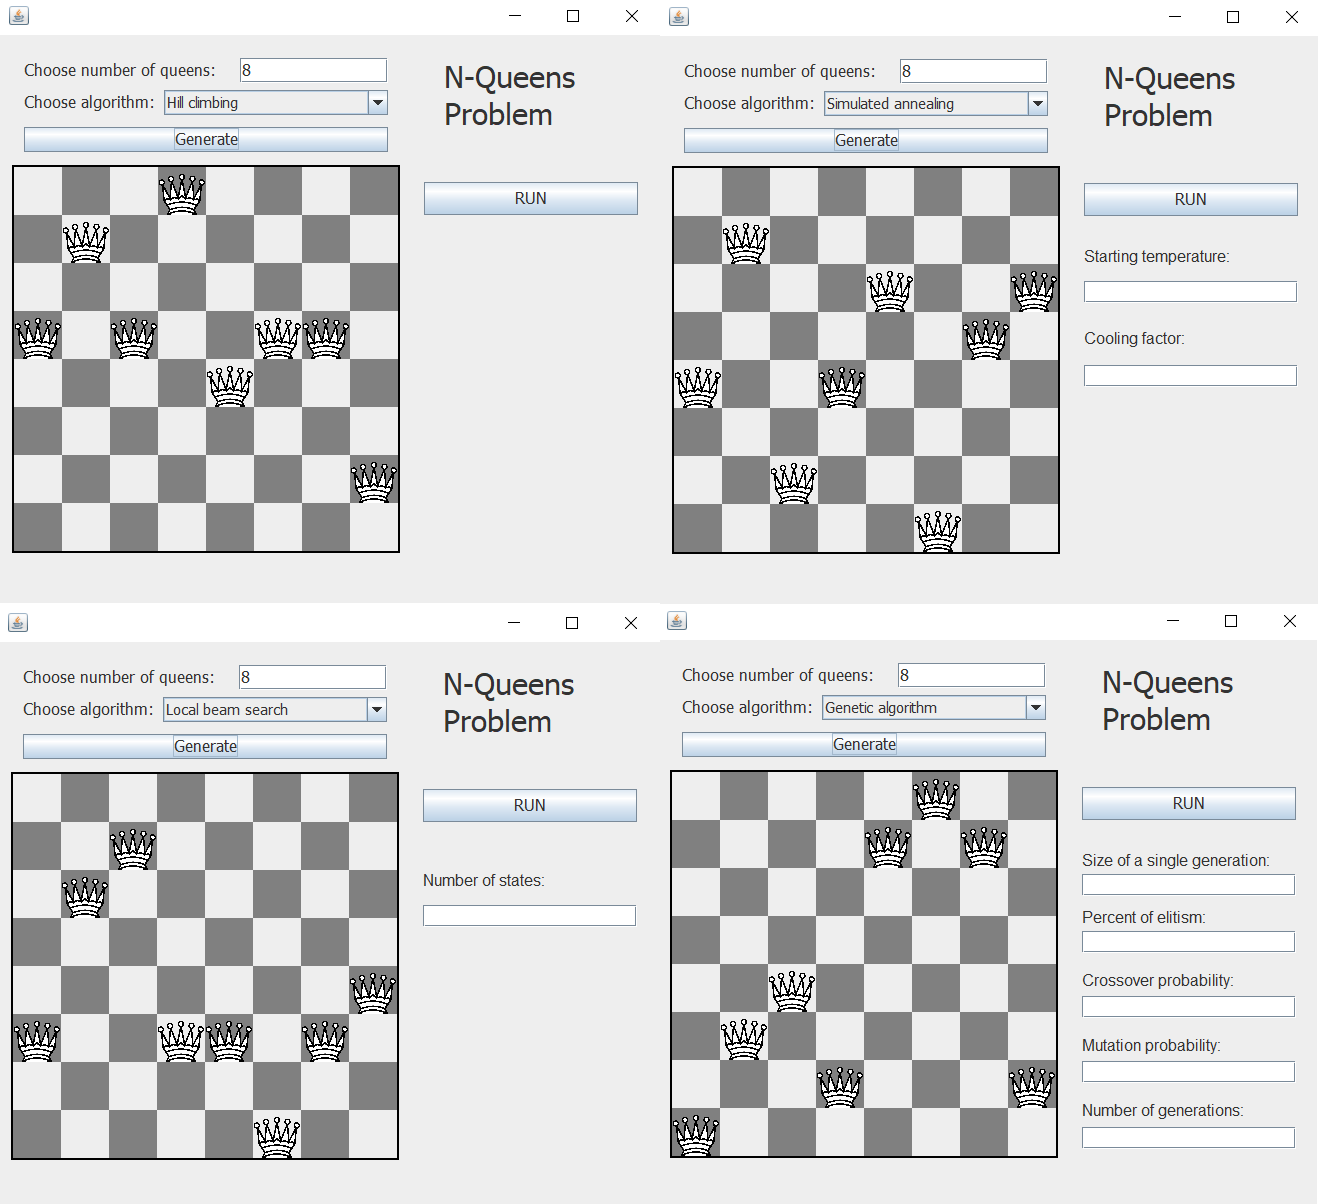 Choose number of queens: 8
Choose algorithm: Hill climbing
Generate
N-Queens
Problem
RUN
Choose number of queens: 8
Choose algorithm: Simulated annealing
Generate
N-Queens
Problem
RUN
Starting temperature:
Cooling factor:
Choose number of queens: 8
Choose algorithm: Local beam search
Generate
N-Queens
Problem
RUN
Number of states:
Choose number of queens: 8
Choose algorithm: Genetic algorithm
Generate
N-Queens
Problem
RUN
Size of a single generation:
Percent of elitism:
Crossover probability:
Mutation probability:
Number of generations: